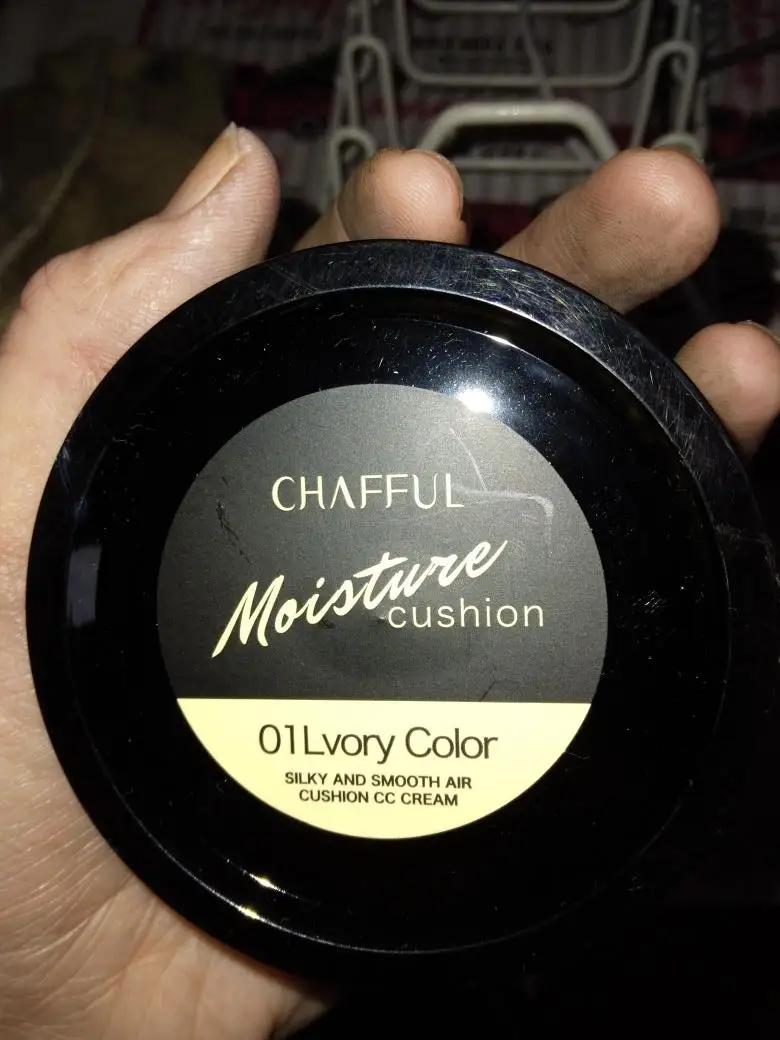 CHAFFUL
Moisture
cushion
01Lvory Color
SILKY AND SMOOTH AIR
CUSHION CC CREAM